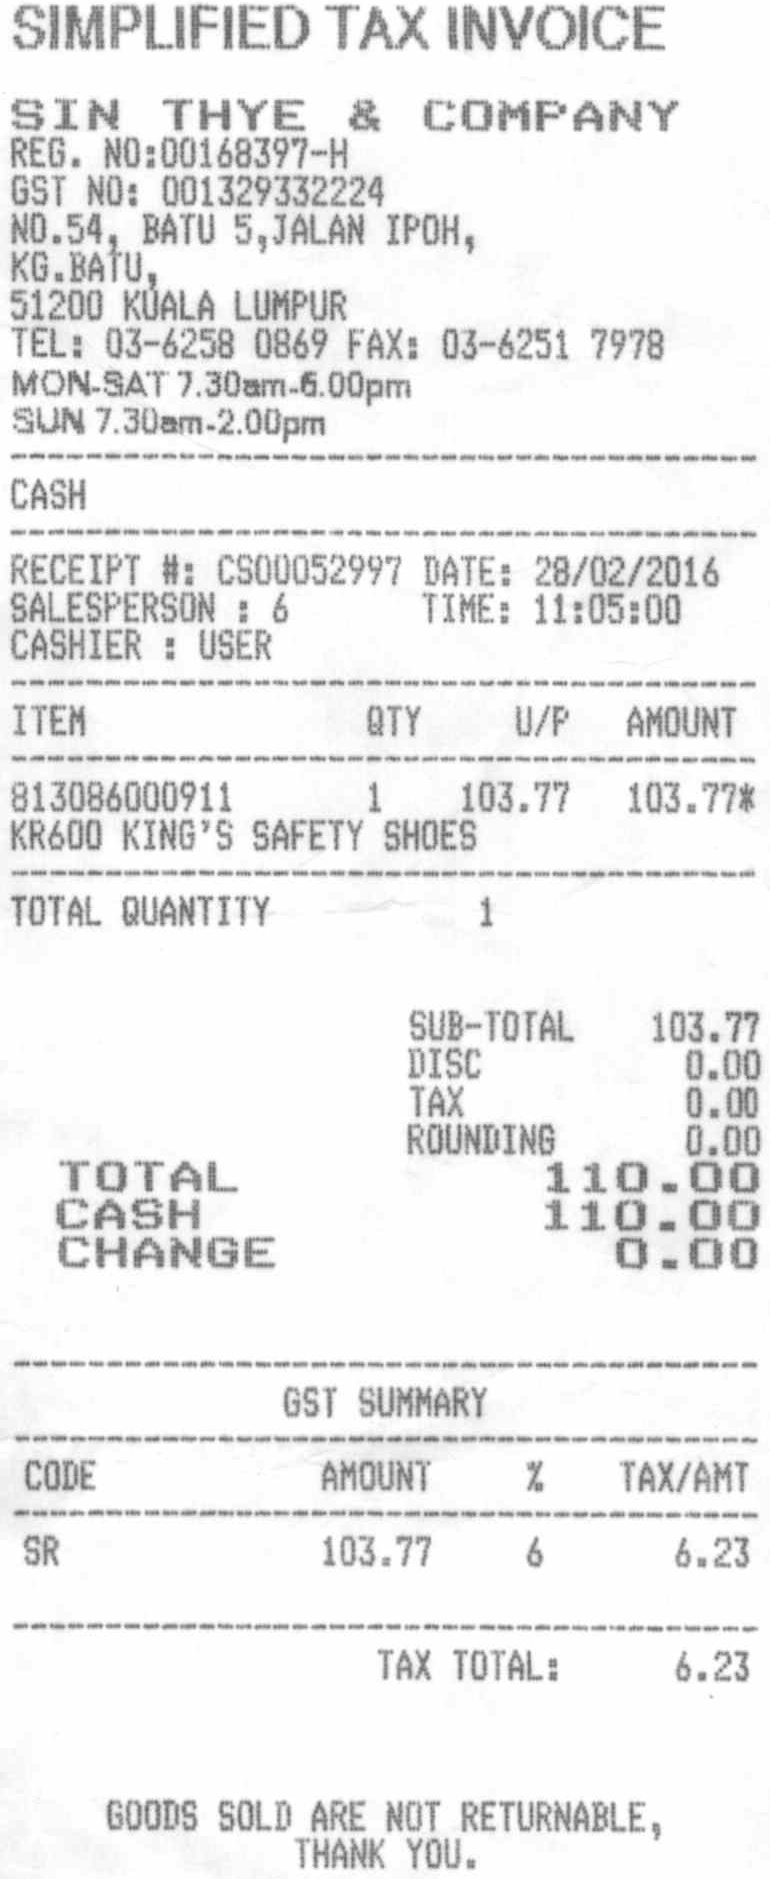 SIMPLIFIED TAX INVOICE
SIN THYE & COMPANY
REG. NO:00168397-H
GST NO: 001329332224
NO.54, BATU 5,JALAN IPOH,
KG.BATU,
51200 KUALA LUMPUR
TEL: 03-6258 0869 FAX: 03-6251 7978
MON-SAT 7.30am-6.00pm
SUN 7.30am-2.00pm
CASH
RECEIPT #: CS00052997 DATE: 28/02/2016
SALESPERSON : 6 TIME: 11:05:00
CASHIER : USER
ITEM QTY U/P AMOUNT
813086000911 1 103.77 103.77*
KR600 KING'S SAFETY SHOES
TOTAL QUANTITY 1
SUB-TOTAL 103.77
DISC 0.00
TAX 0.00
ROUNDING 0.00
TOTAL 110.00
CASH 110.00
CHANGE 0.00
GST SUMMARY
CODE AMOUNT % TAX/AMT
SR 103.77 6 6.23
TAX TOTAL: 6.23
GOODS SOLD ARE NOT RETURNABLE,
THANK YOU.